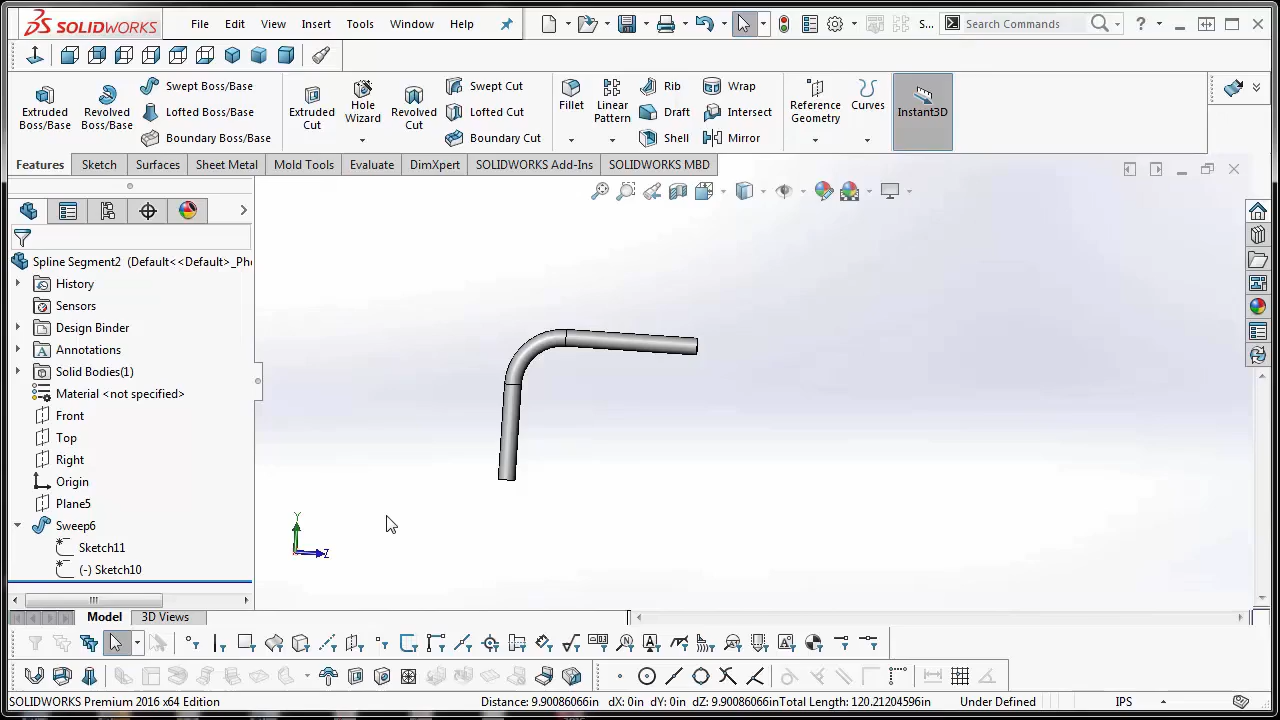 SOLIDWORKS File Edit View Insert Tools Window Help S... Search Commands
Extruded Boss/Base Revolved Boss/Base Swept Boss/Base Lofted Boss/Base Boundary Boss/Base Extruded Cut Hole Wizard Revolved Cut Swept Cut Lofted Cut Boundary Cut Fillet Linear Pattern Rib Draft Shell Wrap Intersect Mirror Reference Geometry Curves Instant3D
Features Sketch Surfaces Sheet Metal Mold Tools Evaluate DimXpert SOLIDWORKS Add-Ins SOLIDWORKS MBD
Spline Segment2 (Default<<Default>_Ph
History
Sensors
Design Binder
Annotations
Solid Bodies(1)
Material <not specified>
Front
Top
Right
Origin
Plane5
Sweep6
Sketch11
(-) Sketch10
Y
Z
Model 3D Views
SOLIDWORKS Premium 2016 x64 Edition Distance: 9.90086066in dX: 0in dY: 0in dZ: 9.90086066inTotal Length: 120.21204596in Under Defined IPS